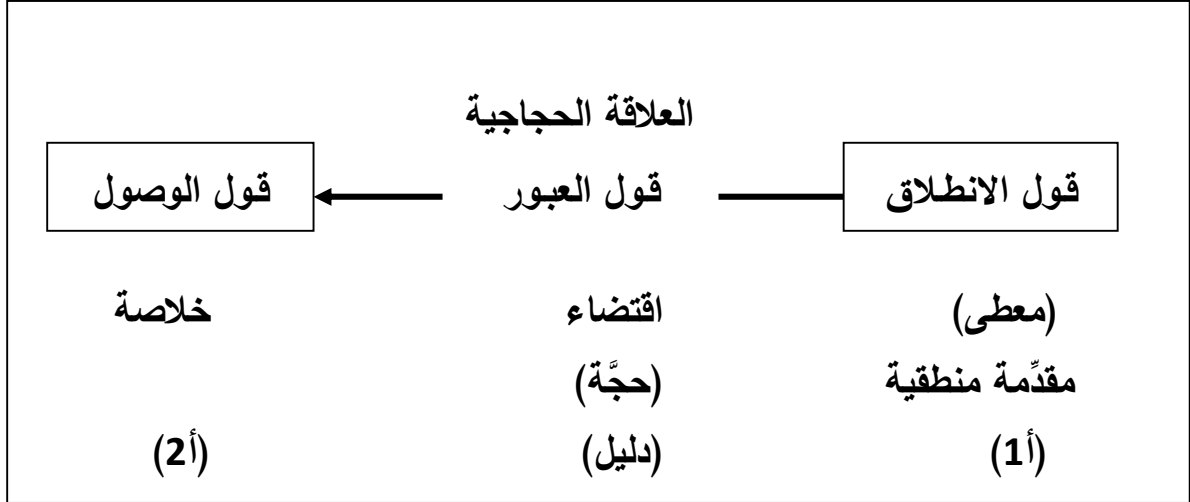 العلاقة الحجاجية
قول الانطلاق قول العبور قول الوصول
(معطى) اقتضاء خلاصة
مقدِّمة منطقية (حجَّة)
(أ1) (دليل) (أ2)